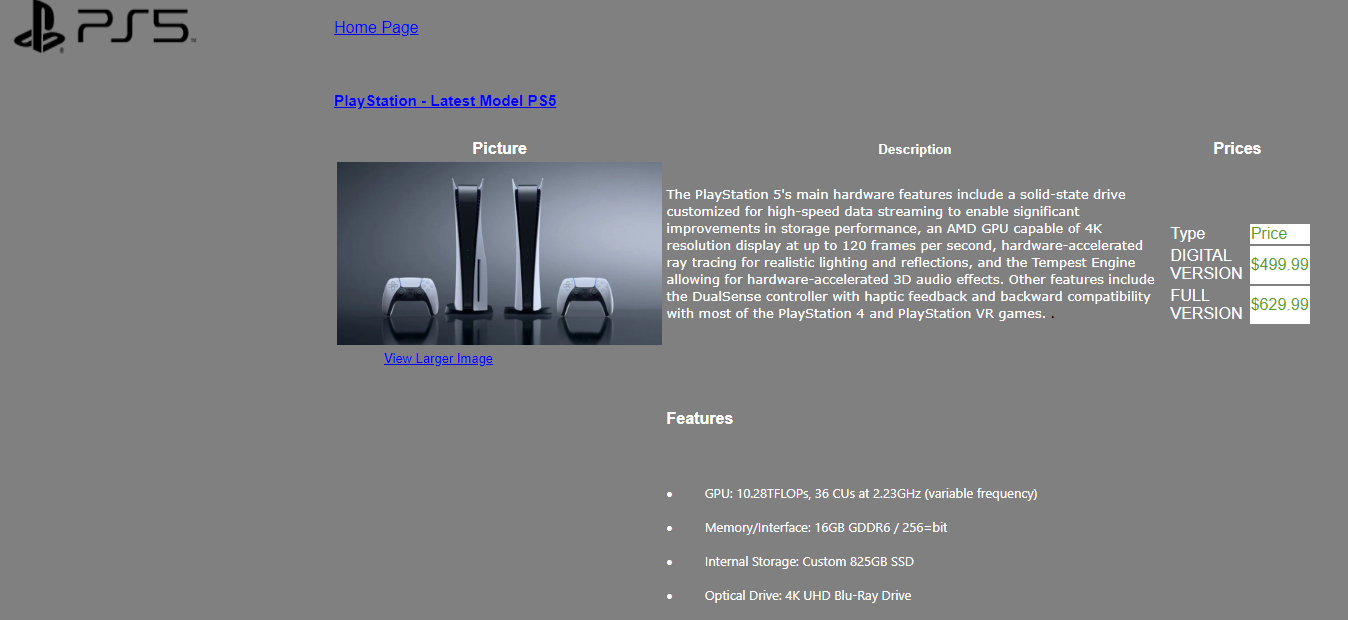 PS5
Home Page
PlayStation - Latest Model PS5
Picture
Description
Prices
The PlayStation 5's main hardware features include a solid-state drive
customized for high-speed data streaming to enable significant
improvements in storage performance, an AMD GPU capable of 4K
resolution display at up to 120 frames per second, hardware-accelerated
ray tracing for realistic lighting and reflections, and the Tempest Engine
allowing for hardware-accelerated 3D audio effects. Other features include
the DualSense controller with haptic feedback and backward compatibility
with most of the PlayStation 4 and PlayStation VR games. .
Type Price
DIGITAL
VERSION $499.99
FULL
VERSION $629.99
View Larger Image
Features
• GPU: 10.28TFLOPs, 36 CUs at 2.23GHz (variable frequency)
• Memory/Interface: 16GB GDDR6 / 256=bit
• Internal Storage: Custom 825GB SSD
• Optical Drive: 4K UHD Blu-Ray Drive